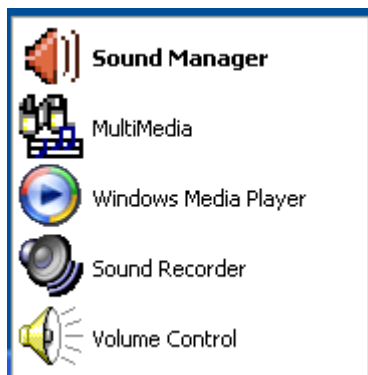 Sound Manager
MultiMedia
Windows Media Player
Sound Recorder
Volume Control